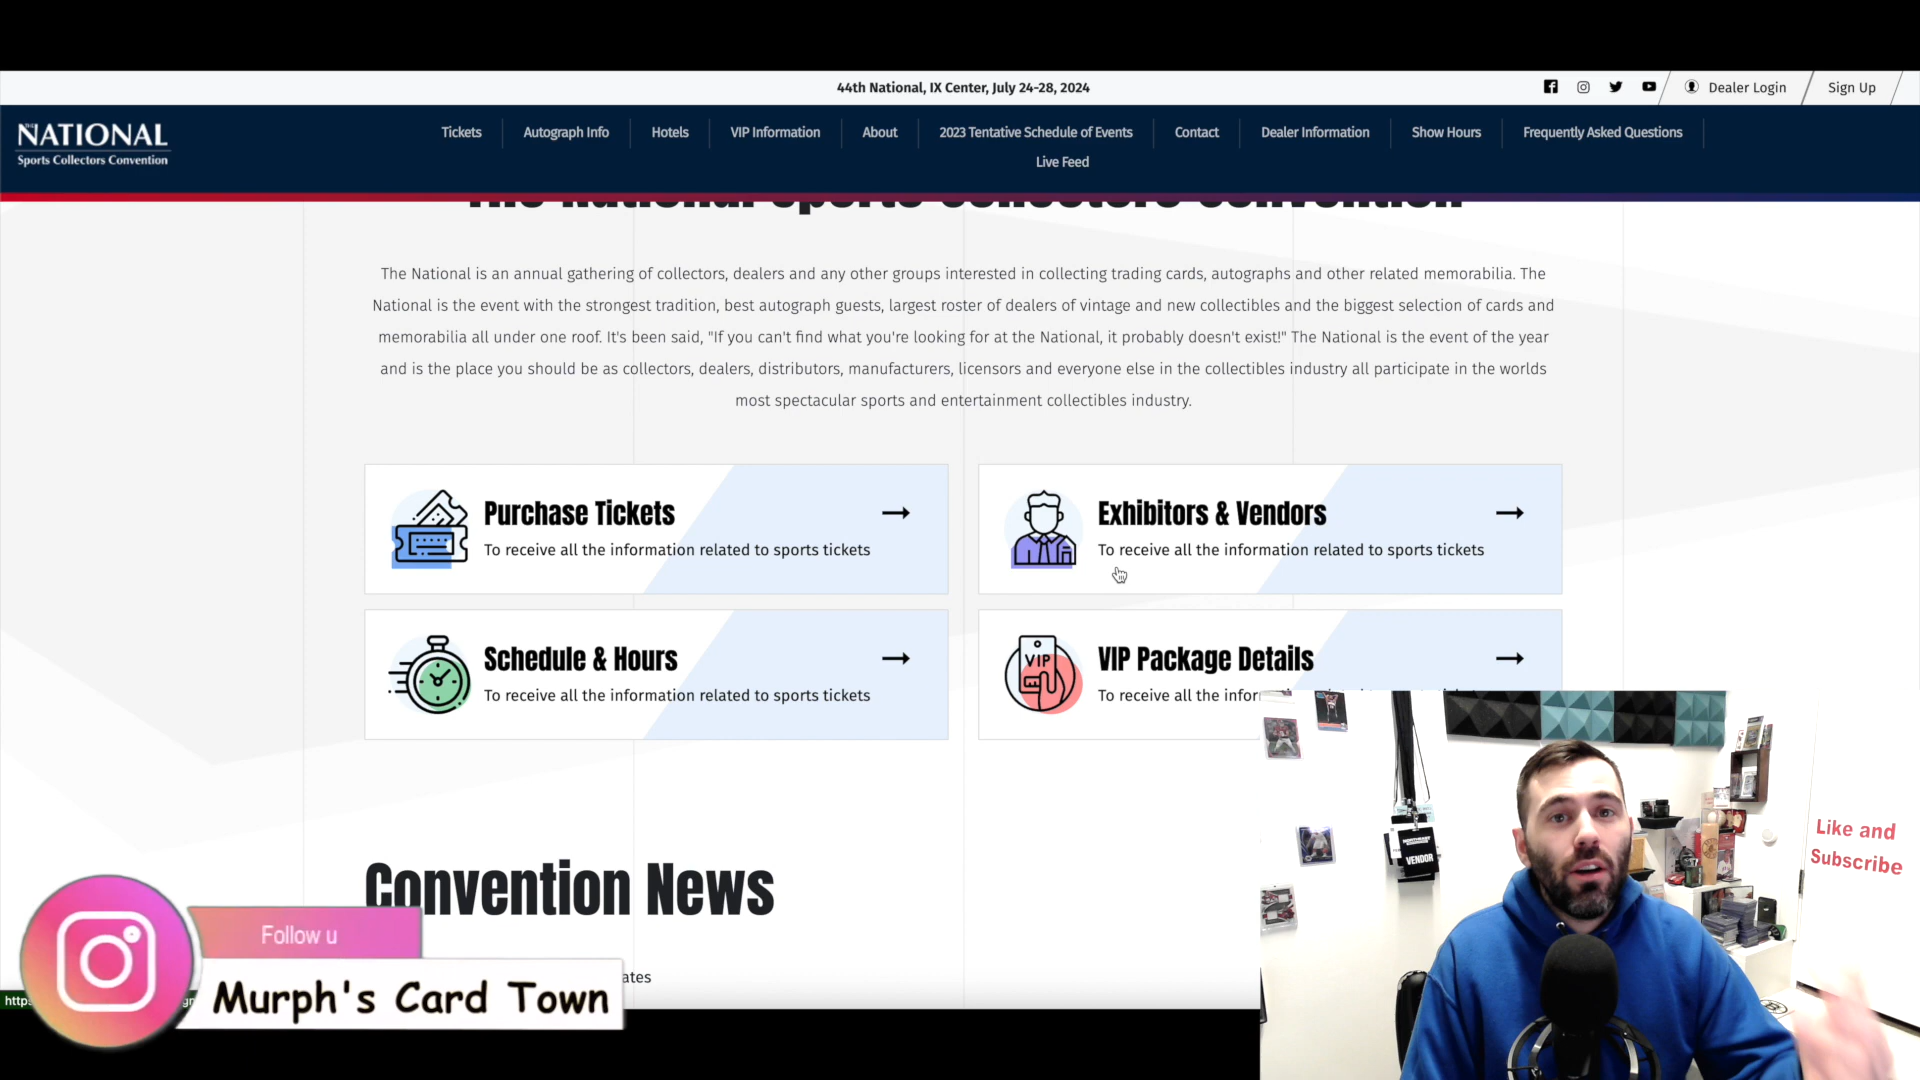 44th National, IX Center, July 24-28, 2024
Dealer Login
Sign Up
THE
NATIONAL
Sports Collectors Convention
Tickets
Autograph Info
Hotels
VIP Information
About
2023 Tentative Schedule of Events
Contact
Dealer Information
Show Hours
Frequently Asked Questions
Live Feed
The National Sports Collectors Convention
The National is an annual gathering of collectors, dealers and any other groups interested in collecting trading cards, autographs and other related memorabilia. The
National is the event with the strongest tradition, best autograph guests, largest roster of dealers of vintage and new collectibles and the biggest selection of cards and
memorabilia all under one roof. It's been said, "If you can't find what you're looking for at the National, it probably doesn't exist!" The National is the event of the year
and is the place you should be as collectors, dealers, distributors, manufacturers, licensors and everyone else in the collectibles industry all participate in the worlds
most spectacular sports and entertainment collectibles industry.
Purchase Tickets
To receive all the information related to sports tickets
Exhibitors & Vendors
To receive all the information related to sports tickets
Schedule & Hours
To receive all the information related to sports tickets
VIP
VIP Package Details
To receive all the infor
VENDOR
Like and
Subscribe
Convention News
Follow u
ates
Murph's Card Town
http